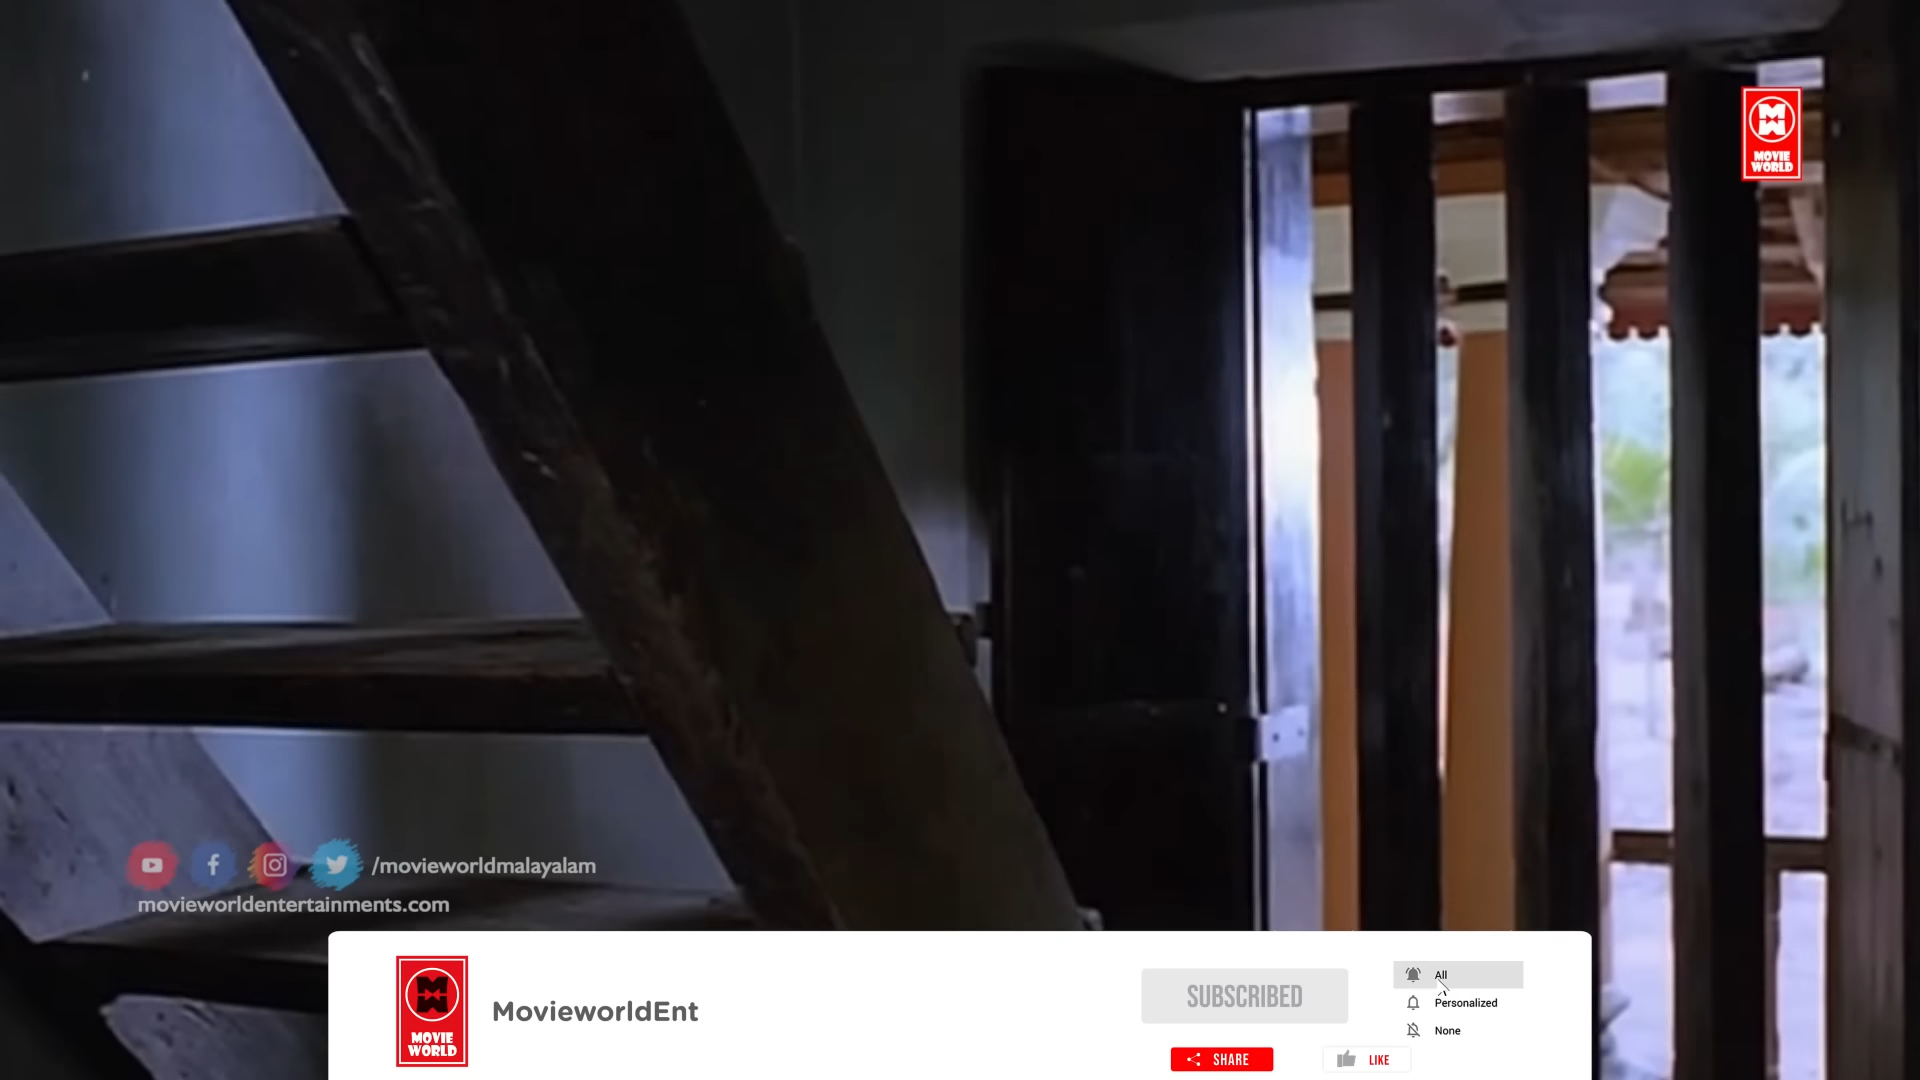 MOVIE
WORLD
/movieworldmalayalam
movieworldentertainments.com
MOVIE
WORLD
MovieworldEnt
SUBSCRIBED
All
Personalized
None
SHARE
LIKE